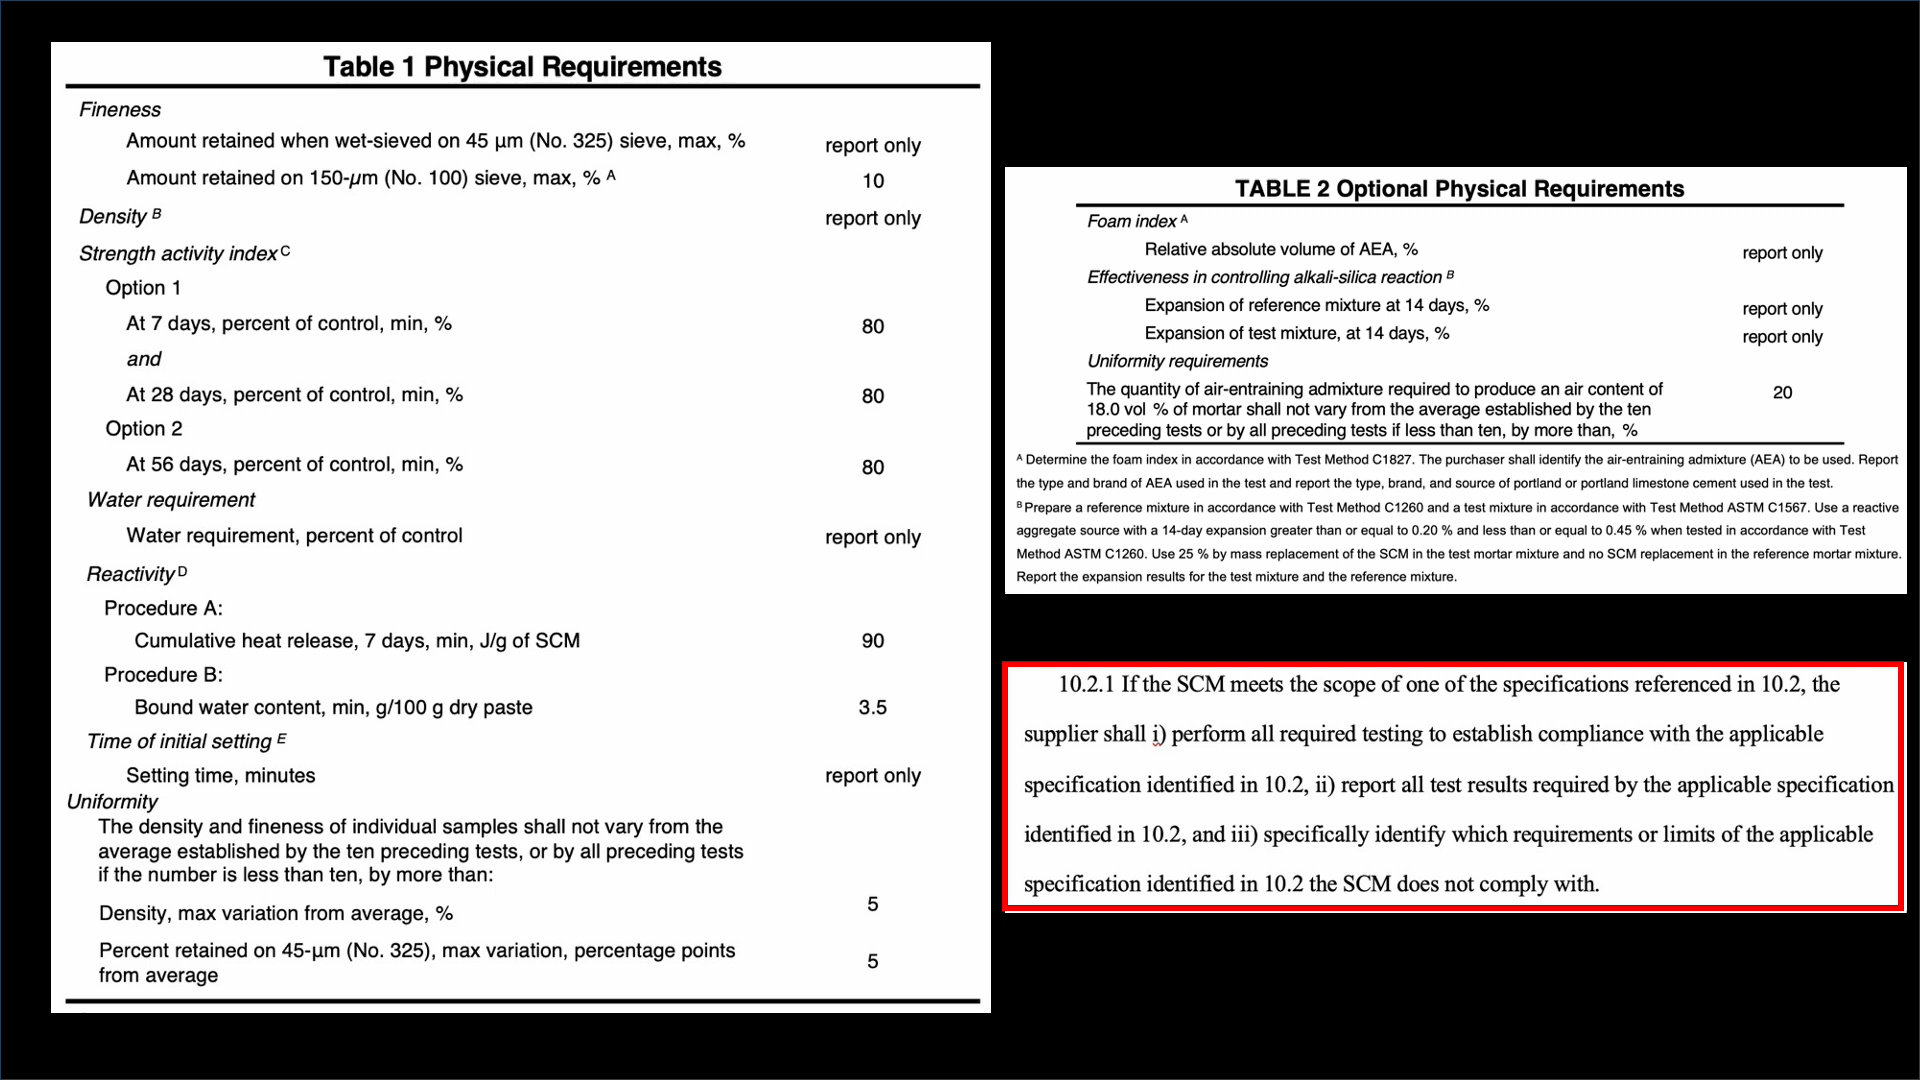 Table 1 Physical Requirements
Fineness
Amount retained when wet-sieved on 45 µm (No. 325) sieve, max, % report only
Amount retained on 150-µm (No. 100) sieve, max, % A 10
Density B report only
Strength activity index C
Option 1
At 7 days, percent of control, min, % 80
and
At 28 days, percent of control, min, % 80
Option 2
At 56 days, percent of control, min, % 80
Water requirement
Water requirement, percent of control report only
Reactivity D
Procedure A:
Cumulative heat release, 7 days, min, J/g of SCM 90
Procedure B:
Bound water content, min, g/100 g dry paste 3.5
Time of initial setting E
Setting time, minutes report only
Uniformity
The density and fineness of individual samples shall not vary from the
average established by the ten preceding tests, or by all preceding tests
if the number is less than ten, by more than:
Density, max variation from average, % 5
Percent retained on 45-µm (No. 325), max variation, percentage points
from average 5
TABLE 2 Optional Physical Requirements
Foam index A
Relative absolute volume of AEA, % report only
Effectiveness in controlling alkali-silica reaction B
Expansion of reference mixture at 14 days, % report only
Expansion of test mixture, at 14 days, % report only
Uniformity requirements
The quantity of air-entraining admixture required to produce an air content of 20
18.0 vol % of mortar shall not vary from the average established by the ten
preceding tests or by all preceding tests if less than ten, by more than, %
A Determine the foam index in accordance with Test Method C1827. The purchaser shall identify the air-entraining admixture (AEA) to be used. Report
the type and brand of AEA used in the test and report the type, brand, and source of portland or portland limestone cement used in the test.
B Prepare a reference mixture in accordance with Test Method C1260 and a test mixture in accordance with Test Method ASTM C1567. Use a reactive
aggregate source with a 14-day expansion greater than or equal to 0.20 % and less than or equal to 0.45 % when tested in accordance with Test
Method ASTM C1260. Use 25 % by mass replacement of the SCM in the test mortar mixture and no SCM replacement in the reference mortar mixture.
Report the expansion results for the test mixture and the reference mixture.
10.2.1 If the SCM meets the scope of one of the specifications referenced in 10.2, the
supplier shall i) perform all required testing to establish compliance with the applicable
specification identified in 10.2, ii) report all test results required by the applicable specification
identified in 10.2, and iii) specifically identify which requirements or limits of the applicable
specification identified in 10.2 the SCM does not comply with.